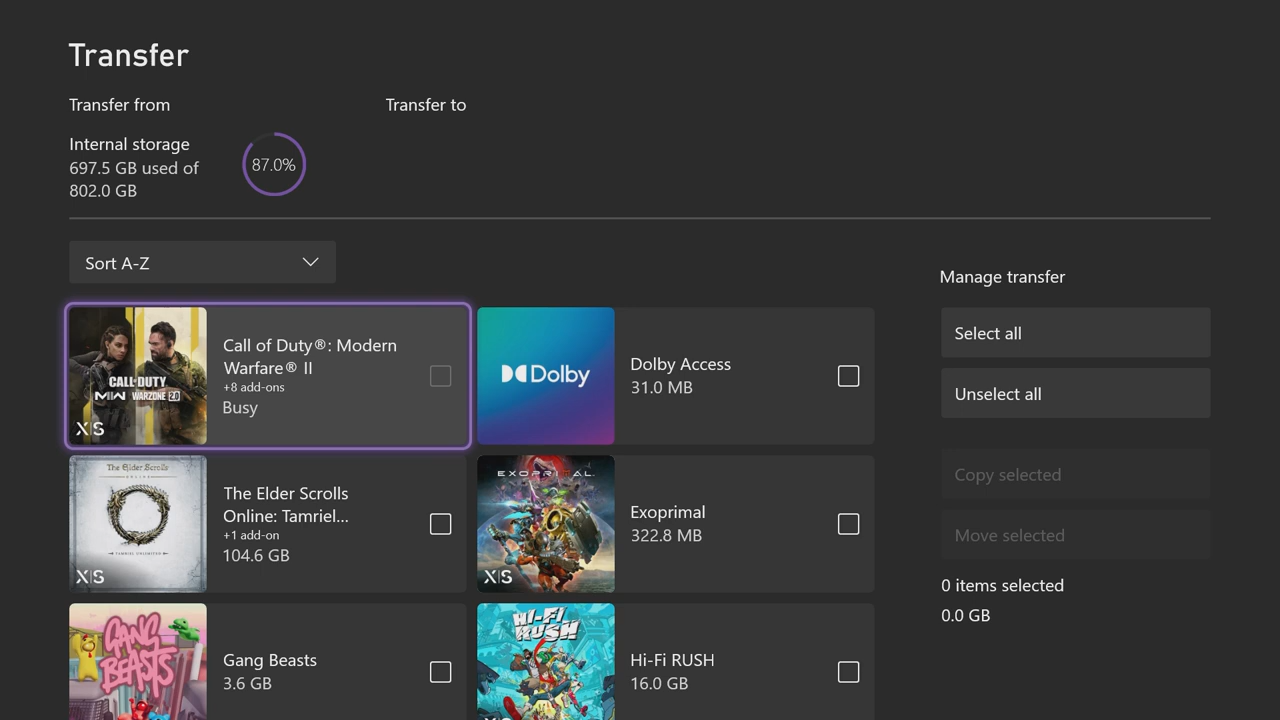 Transfer
Transfer from
Transfer to
Internal storage
697.5 GB used of
802.0 GB
87.0%
Sort A-Z
Manage transfer
Select all
Unselect all
Copy selected
Move selected
0 items selected
0.0 GB
CALL OF DUTY
MWII WARZONE 2.0
X|S
Call of Duty®: Modern
Warfare® II
+8 add-ons
Busy
Dolby
Dolby Access
31.0 MB
The Elder Scrolls
ONLINE
TAMRIEL UNLIMITED
X|S
The Elder Scrolls
Online: Tamriel...
+1 add-on
104.6 GB
EXOPRIMAL
X|S
Exoprimal
322.8 MB
GANG
BEASTS
Gang Beasts
3.6 GB
HI-FI
RUSH
Hi-Fi RUSH
16.0 GB